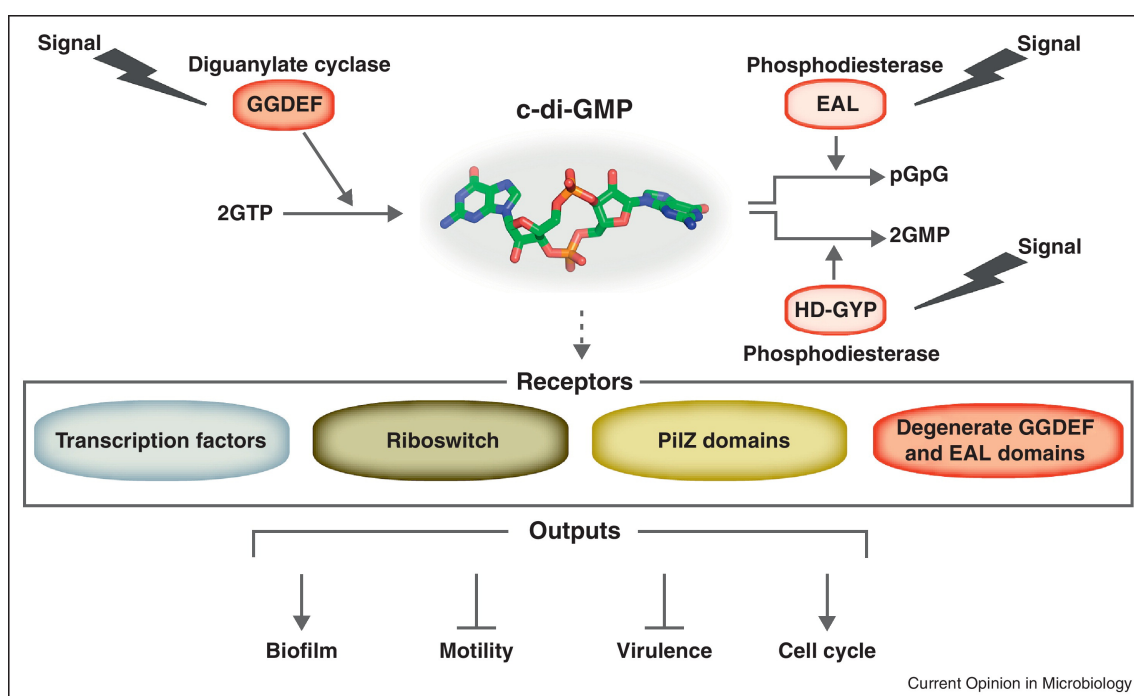 Signal
Diguanylate cyclase
GGDEF
2GTP
c-di-GMP
Phosphodiesterase
EAL
Signal
pGpG
2GMP
Signal
HD-GYP
Phosphodiesterase
Receptors
Transcription factors
Riboswitch
PilZ domains
Degenerate GGDEF
and EAL domains
Outputs
Biofilm
Motility
Virulence
Cell cycle
Current Opinion in Microbiology